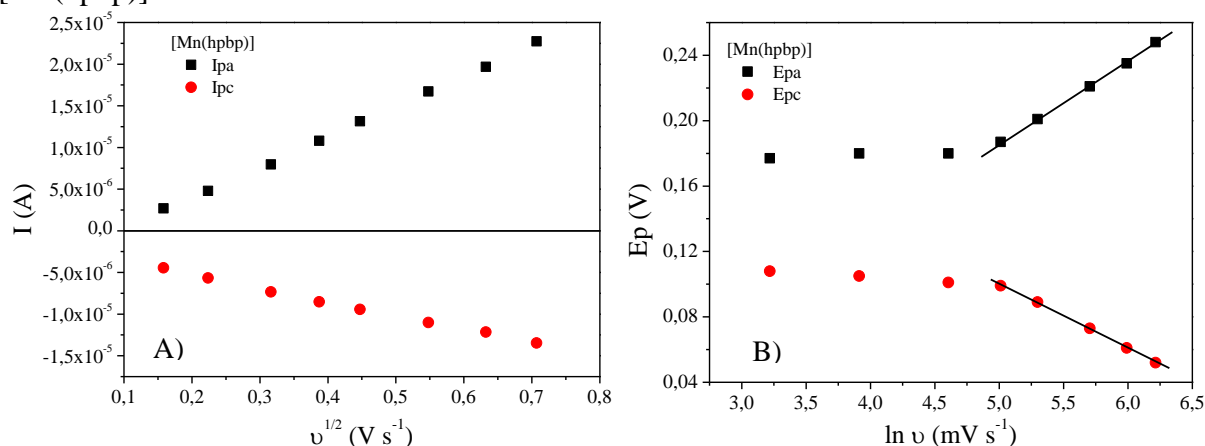 [Mn(hpbp)]
2,5x10⁻⁵
2,0x10⁻⁵
1,5x10⁻⁵
1,0x10⁻⁵
5,0x10⁻⁶
0,0
-5,0x10⁻⁶
-1,0x10⁻⁵
-1,5x10⁻⁵
I (A)
[Mn(hpbp)]
Ipa
Ipc
A)
0,1 0,2 0,3 0,4 0,5 0,6 0,7 0,8
υ^1/2 (V s⁻¹)
0,24
0,20
0,16
0,12
0,08
0,04
Ep (V)
[Mn(hpbp)]
Epa
Epc
B)
3,0 3,5 4,0 4,5 5,0 5,5 6,0 6,5
ln υ (mV s⁻¹)